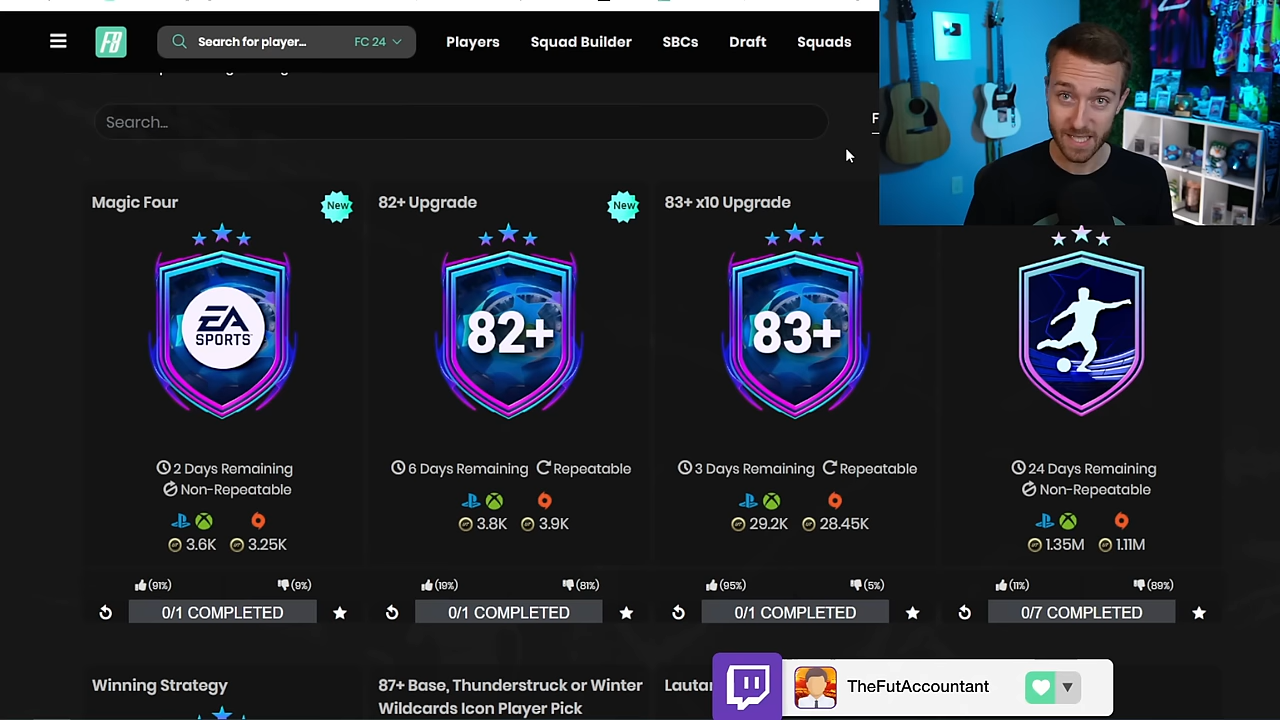 FB
Search for player...
FC 24
Players
Squad Builder
SBCs
Draft
Squads
Search...
F
Magic Four
New
82+ Upgrade
New
83+ x10 Upgrade
EA
SPORTS
82+
83+
2 Days Remaining
Non-Repeatable
6 Days Remaining
Repeatable
3 Days Remaining
Repeatable
24 Days Remaining
Non-Repeatable
3.6K
3.25K
3.8K
3.9K
29.2K
28.45K
1.35M
1.11M
(91%)
(9%)
(19%)
(81%)
(95%)
(5%)
(11%)
(89%)
0/1 COMPLETED
0/1 COMPLETED
0/1 COMPLETED
0/7 COMPLETED
Winning Strategy
87+ Base, Thunderstruck or Winter
Wildcards Icon Player Pick
Lauta
TheFutAccountant